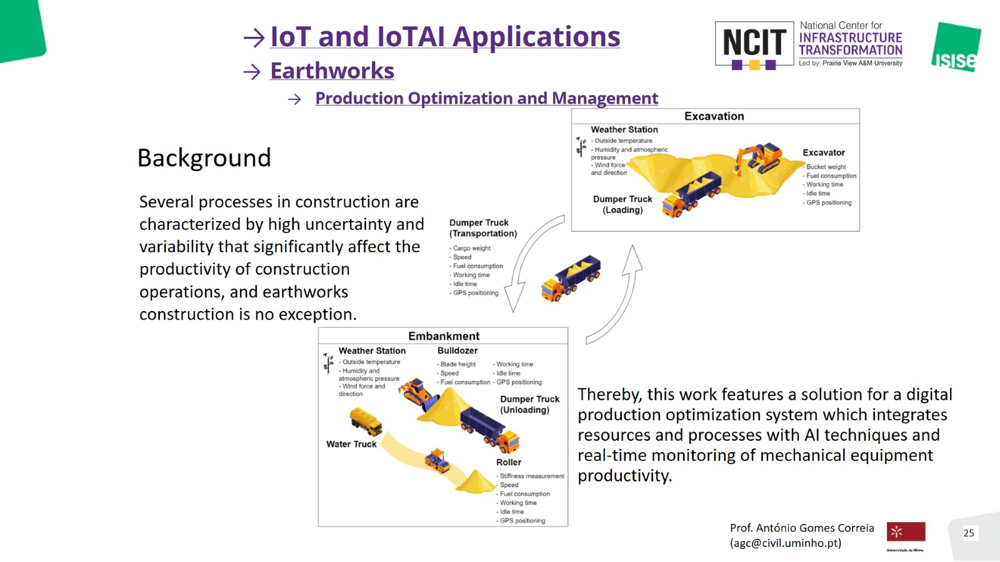 → IoT and IoTAI Applications
→ Earthworks
→ Production Optimization and Management
NCIT
National Center for
INFRASTRUCTURE
TRANSFORMATION
Led by: Prairie View A&M University
ISISE
Background
Several processes in construction are
characterized by high uncertainty and
variability that significantly affect the
productivity of construction
operations, and earthworks
construction is no exception.
Excavation
Weather Station
- Outside temperature
- Humidity and atmospheric
pressure
- Wind force
and direction
Excavator
- Bucket weight
- Fuel consumption
- Working time
- Idle time
- GPS positioning
Dumper Truck
(Loading)
Dumper Truck
(Transportation)
- Cargo weight
- Speed
- Fuel consumption
- Working time
- Idle time
- GPS positioning
Embankment
Weather Station
- Outside temperature
- Humidity and
atmospheric pressure
- Wind force and
direction
Bulldozer
- Blade height - Working time
- Speed - Idle time
- Fuel consumption - GPS positioning
Dumper Truck
(Unloading)
Water Truck
Roller
- Stiffness measurement
- Speed
- Fuel consumption
- Working time
- Idle time
- GPS positioning
Thereby, this work features a solution for a digital
production optimization system which integrates
resources and processes with AI techniques and
real-time monitoring of mechanical equipment
productivity.
Prof. António Gomes Correia
(agc@civil.uminho.pt)
Universidade do Minho
25